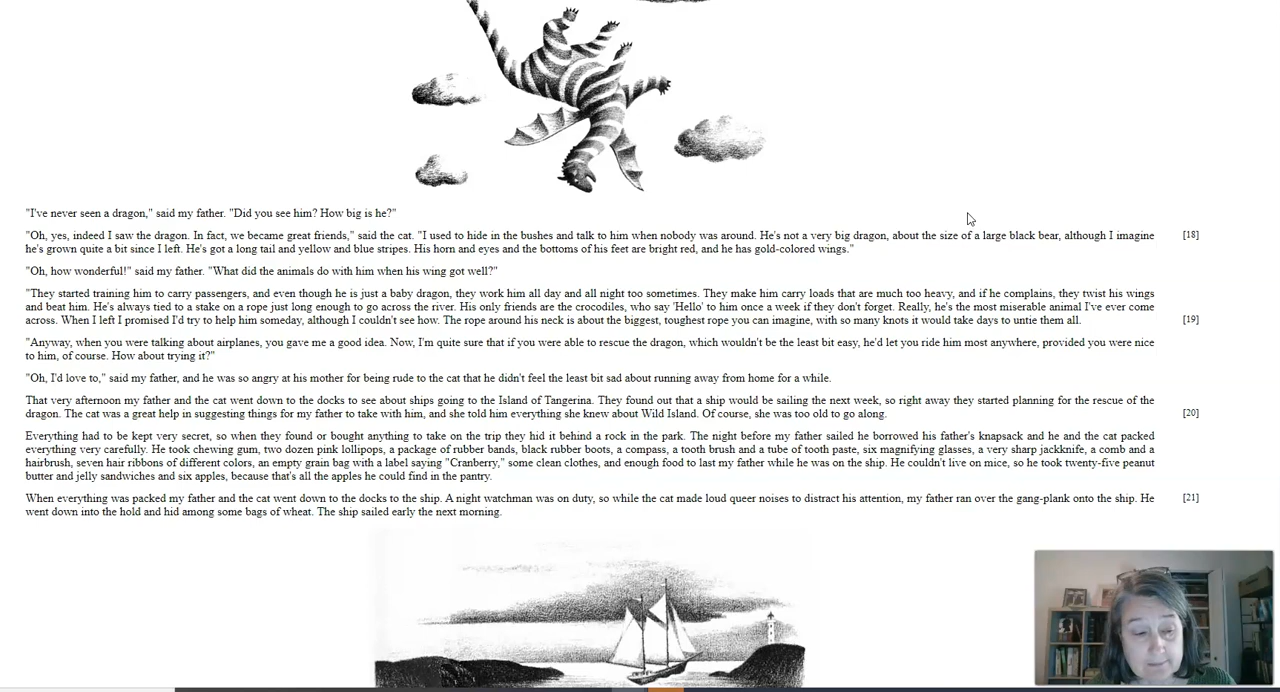 "I've never seen a dragon," said my father. "Did you see him? How big is he?"
"Oh, yes, indeed I saw the dragon. In fact, we became great friends," said the cat. "I used to hide in the bushes and talk to him when nobody was around. He's not a very big dragon, about the size of a large black bear, although I imagine [18]
he's grown quite a bit since I left. He's got a long tail and yellow and blue stripes. His horn and eyes and the bottoms of his feet are bright red, and he has gold-colored wings."
"Oh, how wonderful!" said my father. "What did the animals do with him when his wing got well?"
"They started training him to carry passengers, and even though he is just a baby dragon, they work him all day and all night too sometimes. They make him carry loads that are much too heavy, and if he complains, they twist his wings
and beat him. He's always tied to a stake on a rope just long enough to go across the river. His only friends are the crocodiles, who say 'Hello' to him once a week if they don't forget. Really, he's the most miserable animal I've ever come
across. When I left I promised I'd try to help him someday, although I couldn't see how. The rope around his neck is about the biggest, toughest rope you can imagine, with so many knots it would take days to untie them all. [19]
"Anyway, when you were talking about airplanes, you gave me a good idea. Now, I'm quite sure that if you were able to rescue the dragon, which wouldn't be the least bit easy, he'd let you ride him most anywhere, provided you were nice
to him, of course. How about trying it?"
"Oh, I'd love to," said my father, and he was so angry at his mother for being rude to the cat that he didn't feel the least bit sad about running away from home for a while.
That very afternoon my father and the cat went down to the docks to see about ships going to the Island of Tangerina. They found out that a ship would be sailing the next week, so right away they started planning for the rescue of the
dragon. The cat was a great help in suggesting things for my father to take with him, and she told him everything she knew about Wild Island. Of course, she was too old to go along. [20]
Everything had to be kept very secret, so when they found or bought anything to take on the trip they hid it behind a rock in the park. The night before my father sailed he borrowed his father's knapsack and he and the cat packed
everything very carefully. He took chewing gum, two dozen pink lollipops, a package of rubber bands, black rubber boots, a compass, a tooth brush and a tube of tooth paste, six magnifying glasses, a very sharp jackknife, a comb and a
hairbrush, seven hair ribbons of different colors, an empty grain bag with a label saying "Cranberry," some clean clothes, and enough food to last my father while he was on the ship. He couldn't live on mice, so he took twenty-five peanut
butter and jelly sandwiches and six apples, because that's all the apples he could find in the pantry.
When everything was packed my father and the cat went down to the docks to the ship. A night watchman was on duty, so while the cat made loud queer noises to distract his attention, my father ran over the gang-plank onto the ship. He [21]
went down into the hold and hid among some bags of wheat. The ship sailed early the next morning.